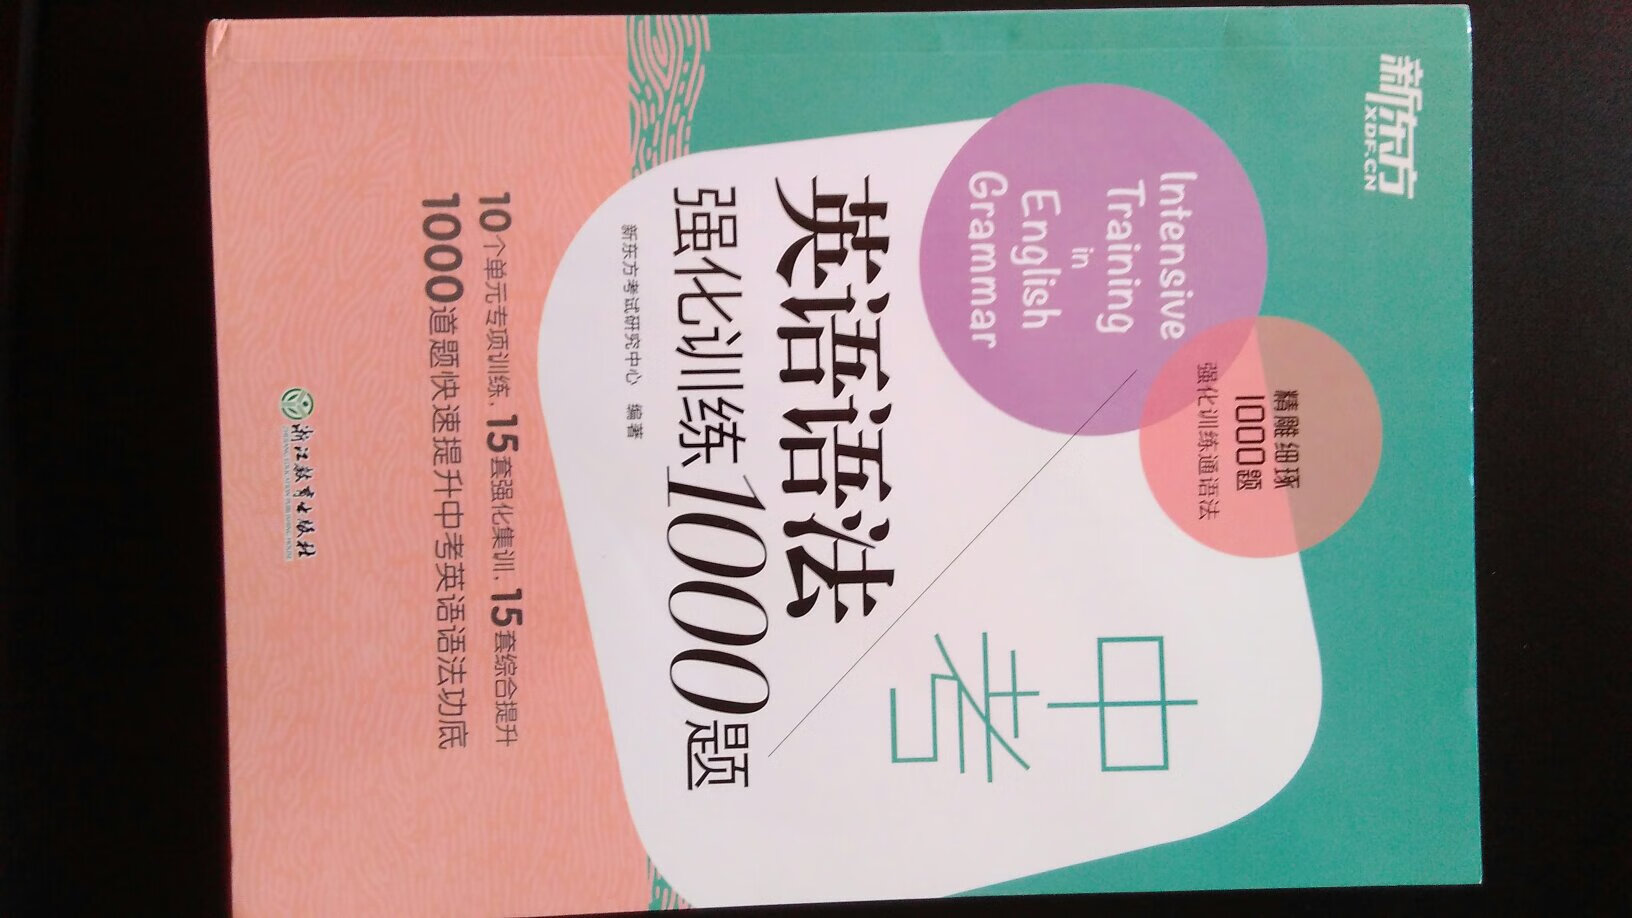 新东方
XDF.CN
Intensive
Training
in
English
Grammar
精雕细琢
1000题
强化训练通语法
中考
英语语法
强化训练1000题
新东方考试研究中心 编著
10个单元专项训练，15套强化集训，15套综合提升
1000道题快速提升中考英语语法功底
浙江教育出版社
ZHEJIANG EDUCATION PUBLISHING HOUSE